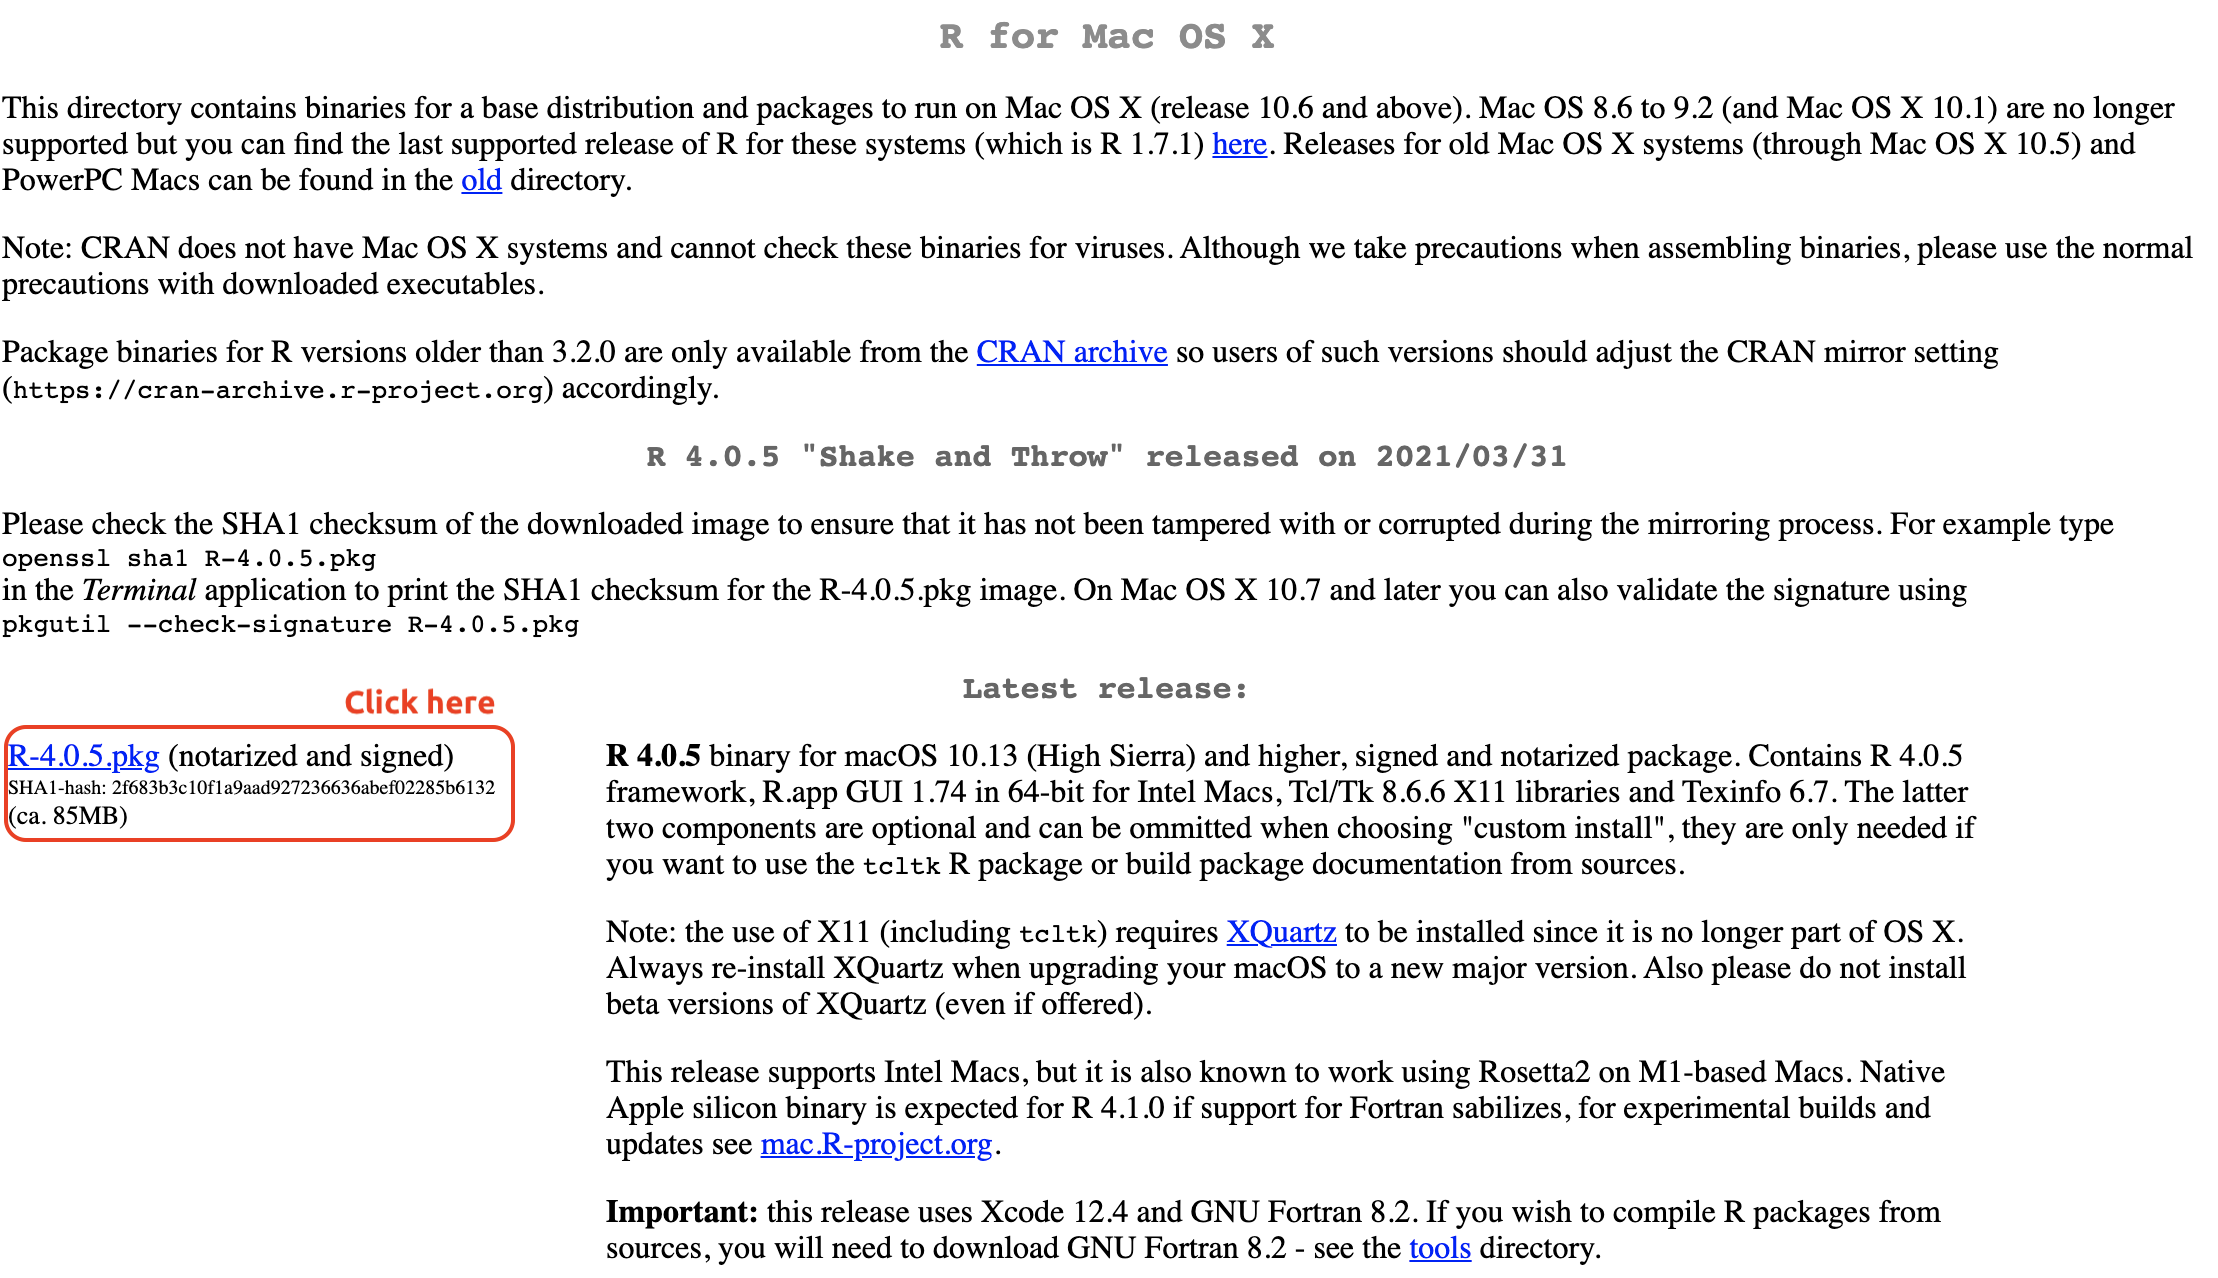 R for Mac OS X
This directory contains binaries for a base distribution and packages to run on Mac OS X (release 10.6 and above). Mac OS 8.6 to 9.2 (and Mac OS X 10.1) are no longer
supported but you can find the last supported release of R for these systems (which is R 1.7.1) here. Releases for old Mac OS X systems (through Mac OS X 10.5) and
PowerPC Macs can be found in the old directory.
Note: CRAN does not have Mac OS X systems and cannot check these binaries for viruses. Although we take precautions when assembling binaries, please use the normal
precautions with downloaded executables.
Package binaries for R versions older than 3.2.0 are only available from the CRAN archive so users of such versions should adjust the CRAN mirror setting
(https://cran-archive.r-project.org) accordingly.
R 4.0.5 "Shake and Throw" released on 2021/03/31
Please check the SHA1 checksum of the downloaded image to ensure that it has not been tampered with or corrupted during the mirroring process. For example type
openssl sha1 R-4.0.5.pkg
in the Terminal application to print the SHA1 checksum for the R-4.0.5.pkg image. On Mac OS X 10.7 and later you can also validate the signature using
pkgutil --check-signature R-4.0.5.pkg
Latest release:
Click here
R-4.0.5.pkg (notarized and signed)
SHA1-hash: 2f683b3c10f1a9aad927236636abef02285b6132
(ca. 85MB)
R 4.0.5 binary for macOS 10.13 (High Sierra) and higher, signed and notarized package. Contains R 4.0.5
framework, R.app GUI 1.74 in 64-bit for Intel Macs, Tcl/Tk 8.6.6 X11 libraries and Texinfo 6.7. The latter
two components are optional and can be ommitted when choosing "custom install", they are only needed if
you want to use the tcltk R package or build package documentation from sources.
Note: the use of X11 (including tcltk) requires XQuartz to be installed since it is no longer part of OS X.
Always re-install XQuartz when upgrading your macOS to a new major version. Also please do not install
beta versions of XQuartz (even if offered).
This release supports Intel Macs, but it is also known to work using Rosetta2 on M1-based Macs. Native
Apple silicon binary is expected for R 4.1.0 if support for Fortran sabilizes, for experimental builds and
updates see mac.R-project.org.
Important: this release uses Xcode 12.4 and GNU Fortran 8.2. If you wish to compile R packages from
sources, you will need to download GNU Fortran 8.2 - see the tools directory.